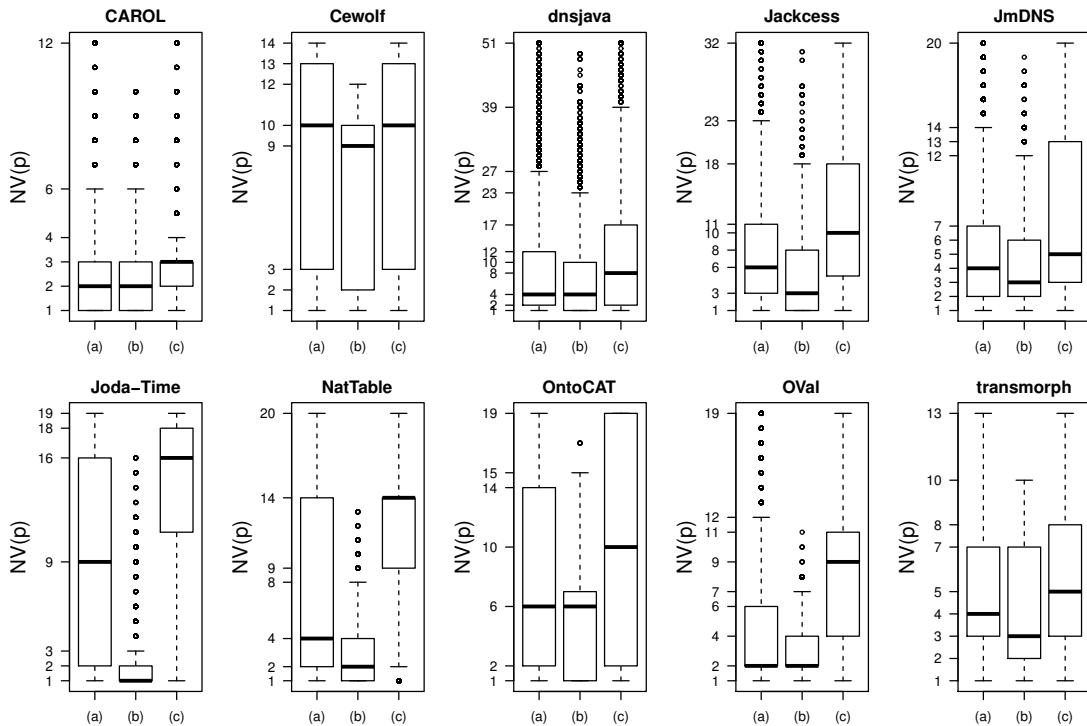 CAROL
NV(p)
12
6
4
3
2
1
(a) (b) (c)
Cewolf
NV(p)
14
13
12
10
9
3
2
1
(a) (b) (c)
dnsjava
NV(p)
51
39
27
23
17
12
10
8
4
2
1
(a) (b) (c)
Jackcess
NV(p)
32
23
18
11
10
8
6
3
1
(a) (b) (c)
JmDNS
NV(p)
20
14
12
7
6
5
4
3
2
1
(a) (b) (c)
Joda−Time
NV(p)
19
18
16
9
3
2
1
(a) (b) (c)
NatTable
NV(p)
20
14
9
8
4
2
1
(a) (b) (c)
OntoCAT
NV(p)
19
15
14
10
6
2
1
(a) (b) (c)
OVal
NV(p)
19
12
11
9
7
6
4
2
1
(a) (b) (c)
transmorph
NV(p)
13
10
8
7
5
4
3
2
1
(a) (b) (c)